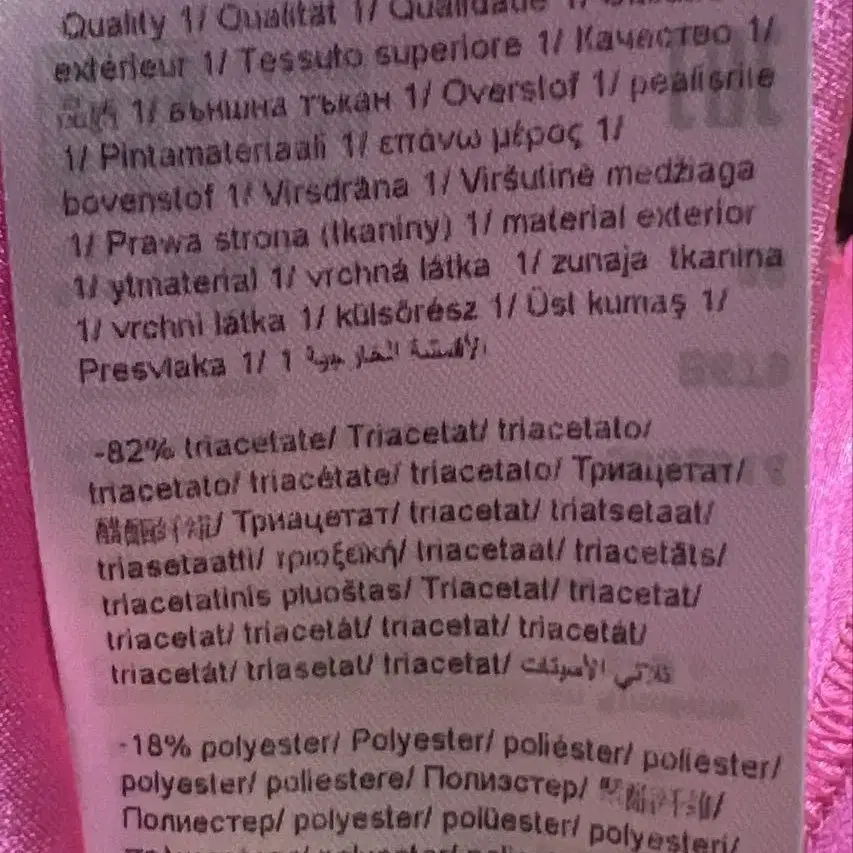 Quality 1/ Qualität 1/ Qualidade 1/
extérieur 1/ Tessuto superiore 1/ Качество 1/
1/ външна тъкан 1/ Overstof 1/ pealisriie
1/ Pintamateriaali 1/ επάνω μέρος 1/
bovenstof 1/ Virsdrāna 1/ Viršutinė medžiaga
1/ Prawa strona (tkaniny) 1/ material exterior
1/ ytmaterial 1/ vrchná látka 1/ zunaja tkanina
1/ vrchni látka 1/ külsőrész 1/ Üst kumaş 1/
Presvlaka 1/ 1
-82% triacetate/ Triacetat/ triacetato/
triacetato/ triacétate/ triacetato/ Триацетат/
Триацетат/ triacetat/ triatsetaat/
triasetaatti/ τριοξεική/ triacetaat/ triacetāts/
triacetatinis pluoštas/ Triacetat/ triacetat/
triacetat/ triacetát/ triacetat/ triacetát/
triacetát/ triasetat/ triacetat/
-18% polyester/ Polyester/ poliéster/ poliéster/
polyester/ poliestere/ Полиэстер/
Полиестер/ polyester/ polüester/ polyesteri/